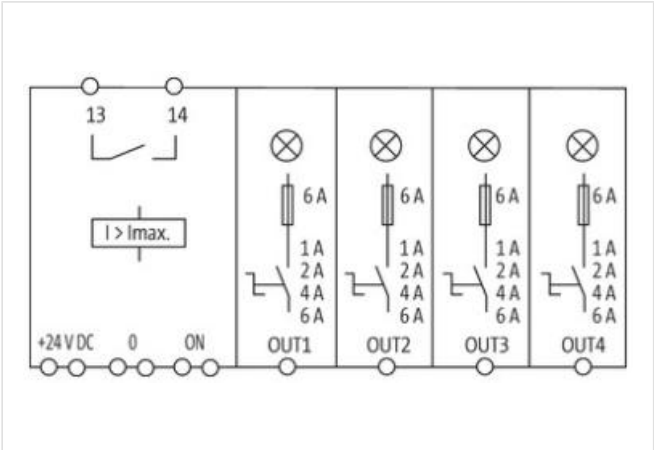 13 14
I > Imax.
+24 V DC 0 ON
6 A
1 A
2 A
4 A
6 A
OUT1
6 A
1 A
2 A
4 A
6 A
OUT2
6 A
1 A
2 A
4 A
6 A
OUT3
6 A
1 A
2 A
4 A
6 A
OUT4